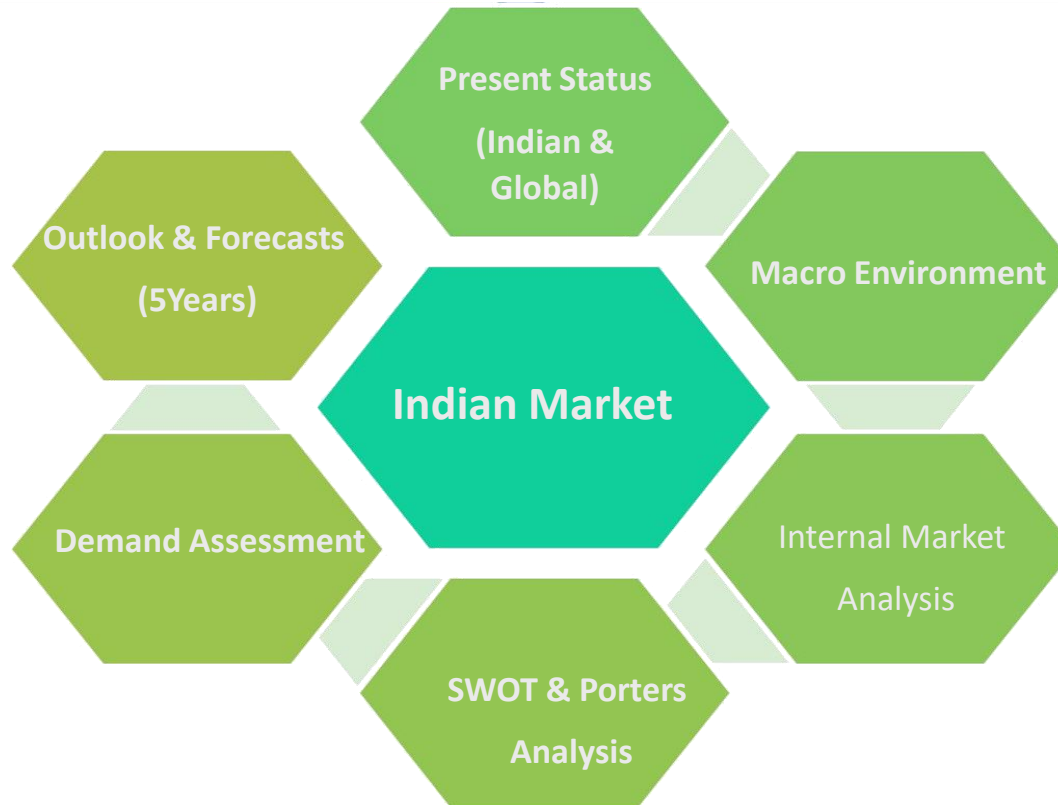 Present Status
(Indian &
Global)
Macro Environment
Internal Market
Analysis
SWOT & Porters
Analysis
Demand Assessment
Outlook & Forecasts
(5Years)
Indian Market